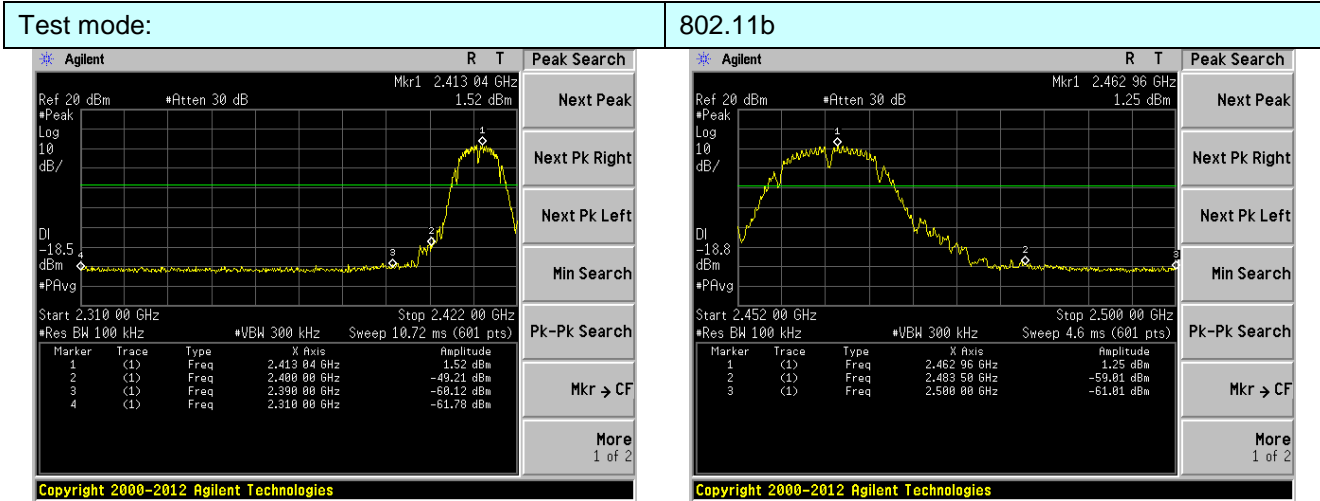 Test mode: 802.11b
Agilent R T Peak Search
Mkr1 2.413 04 GHz
Ref 20 dBm #Atten 30 dB 1.52 dBm
#Peak
Log
10
dB/
1
2
3
4
DI
-18.5
dBm
#PAvg
Start 2.310 00 GHz Stop 2.422 00 GHz
#Res BW 100 kHz #VBW 300 kHz Sweep 10.72 ms (601 pts)
Marker Trace Type X Axis Amplitude
1 (1) Freq 2.413 04 GHz 1.52 dBm
2 (1) Freq 2.400 00 GHz -49.21 dBm
3 (1) Freq 2.390 00 GHz -60.12 dBm
4 (1) Freq 2.310 00 GHz -61.78 dBm
Next Peak
Next Pk Right
Next Pk Left
Min Search
Pk-Pk Search
Mkr → CF
More
1 of 2
Copyright 2000-2012 Agilent Technologies
Agilent R T Peak Search
Mkr1 2.462 96 GHz
Ref 20 dBm #Atten 30 dB 1.25 dBm
#Peak
Log
10
dB/
1
2
3
DI
-18.8
dBm
#PAvg
Start 2.452 00 GHz Stop 2.500 00 GHz
#Res BW 100 kHz #VBW 300 kHz Sweep 4.6 ms (601 pts)
Marker Trace Type X Axis Amplitude
1 (1) Freq 2.462 96 GHz 1.25 dBm
2 (1) Freq 2.483 50 GHz -59.01 dBm
3 (1) Freq 2.500 00 GHz -61.01 dBm
Next Peak
Next Pk Right
Next Pk Left
Min Search
Pk-Pk Search
Mkr → CF
More
1 of 2
Copyright 2000-2012 Agilent Technologies